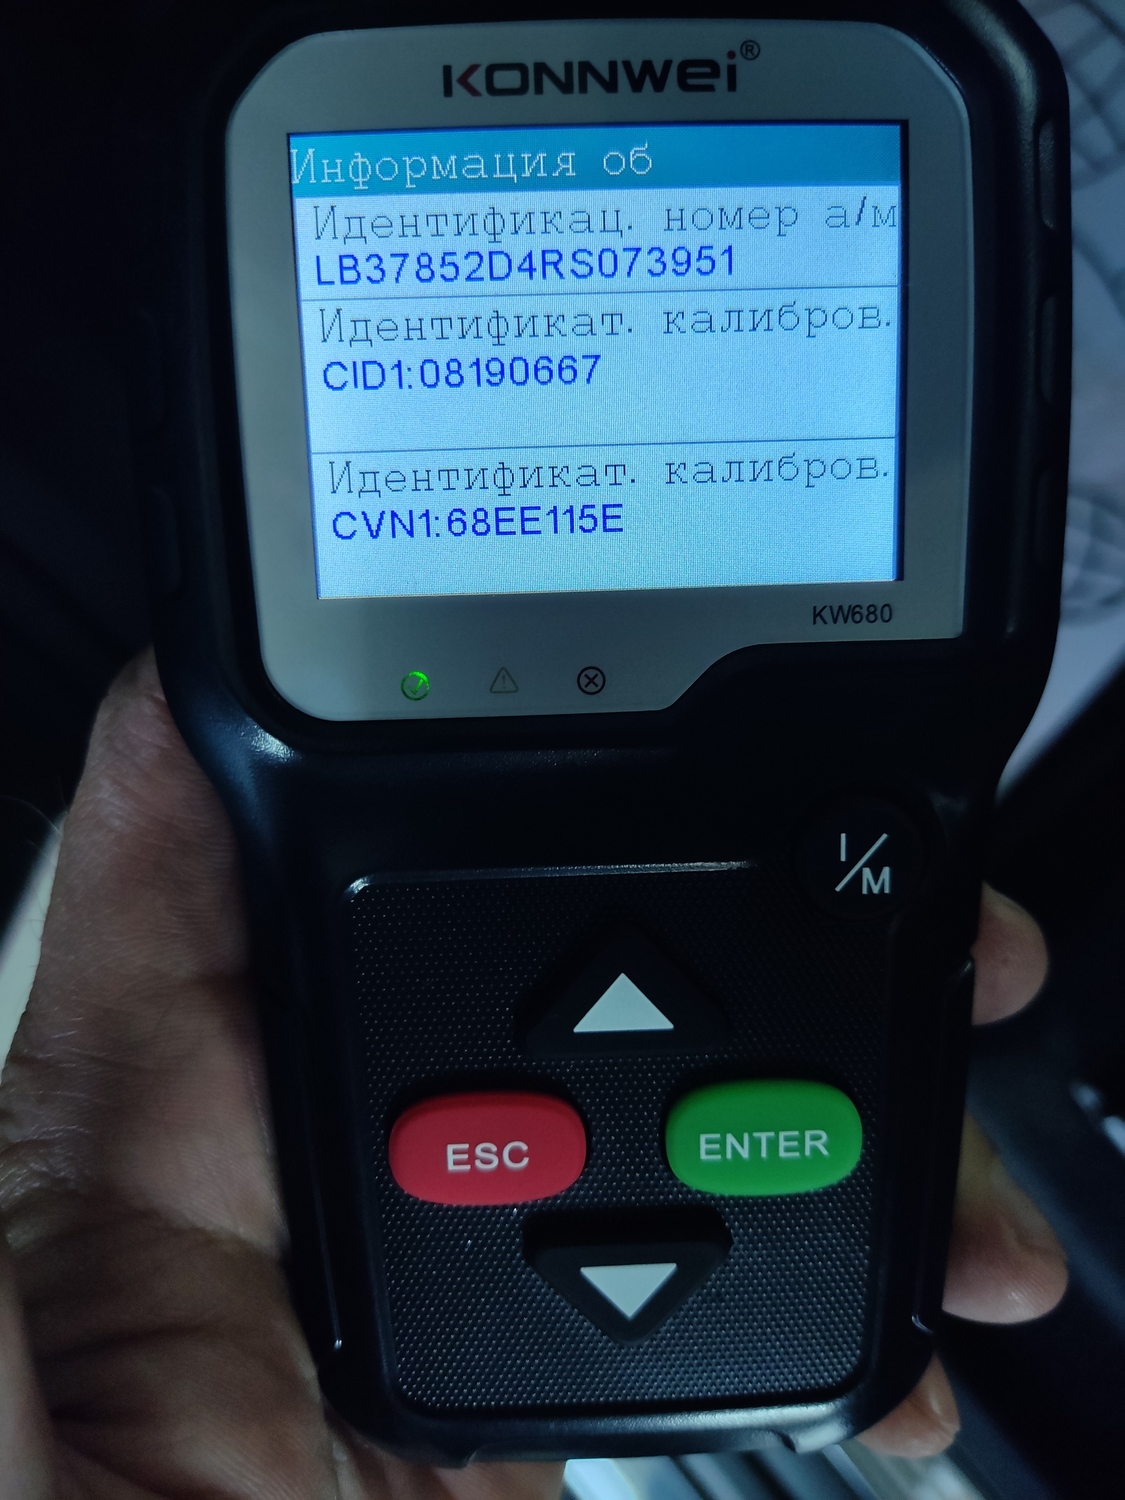 KONNWEI®
Информация об
Идентификац. номер а/м
LB37852D4RS073951
Идентификат. калибров.
CID1:08190667
Идентификат. калибров.
CVN1:68EE115E
KW680
I/M
ESC
ENTER